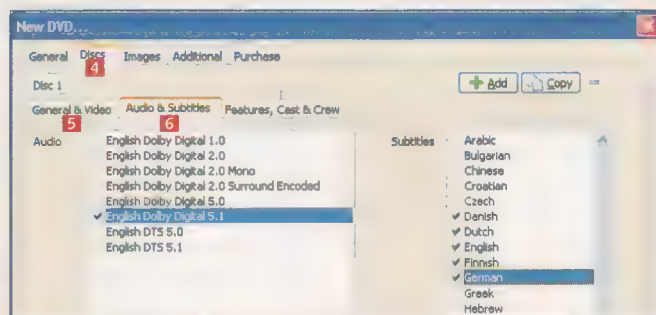 New DVD...
General Discs Images Additional Purchase
4
Disc 1
Add Copy
General & Video Audio & Subtitles Features, Cast & Crew
5 6
Audio
English Dolby Digital 1.0
English Dolby Digital 2.0
English Dolby Digital 2.0 Mono
English Dolby Digital 2.0 Surround Encoded
English Dolby Digital 5.0
English Dolby Digital 5.1
English DTS 5.0
English DTS 5.1
Subtitles
Arabic
Bulgarian
Chinese
Croatian
Czech
Danish
Dutch
English
Finnish
German
Greek
Hebrew